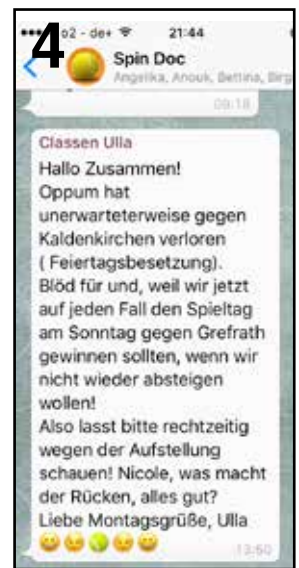 4
o2 - de+ 21:44
Spin Doc
Angelika, Anouk, Bettina, Birg
09:18
Classen Ulla
Hallo Zusammen!
Oppum hat
unerwarteterweise gegen
Kaldenkirchen verloren
( Feiertagsbesetzung).
Blöd für und, weil wir jetzt
auf jeden Fall den Spieltag
am Sonntag gegen Grefrath
gewinnen sollten, wenn wir
nicht wieder absteigen
wollen!
Also lasst bitte rechtzeitig
wegen der Aufstellung
schauen! Nicole, was macht
der Rücken, alles gut?
Liebe Montagsgrüße, Ulla
13:50